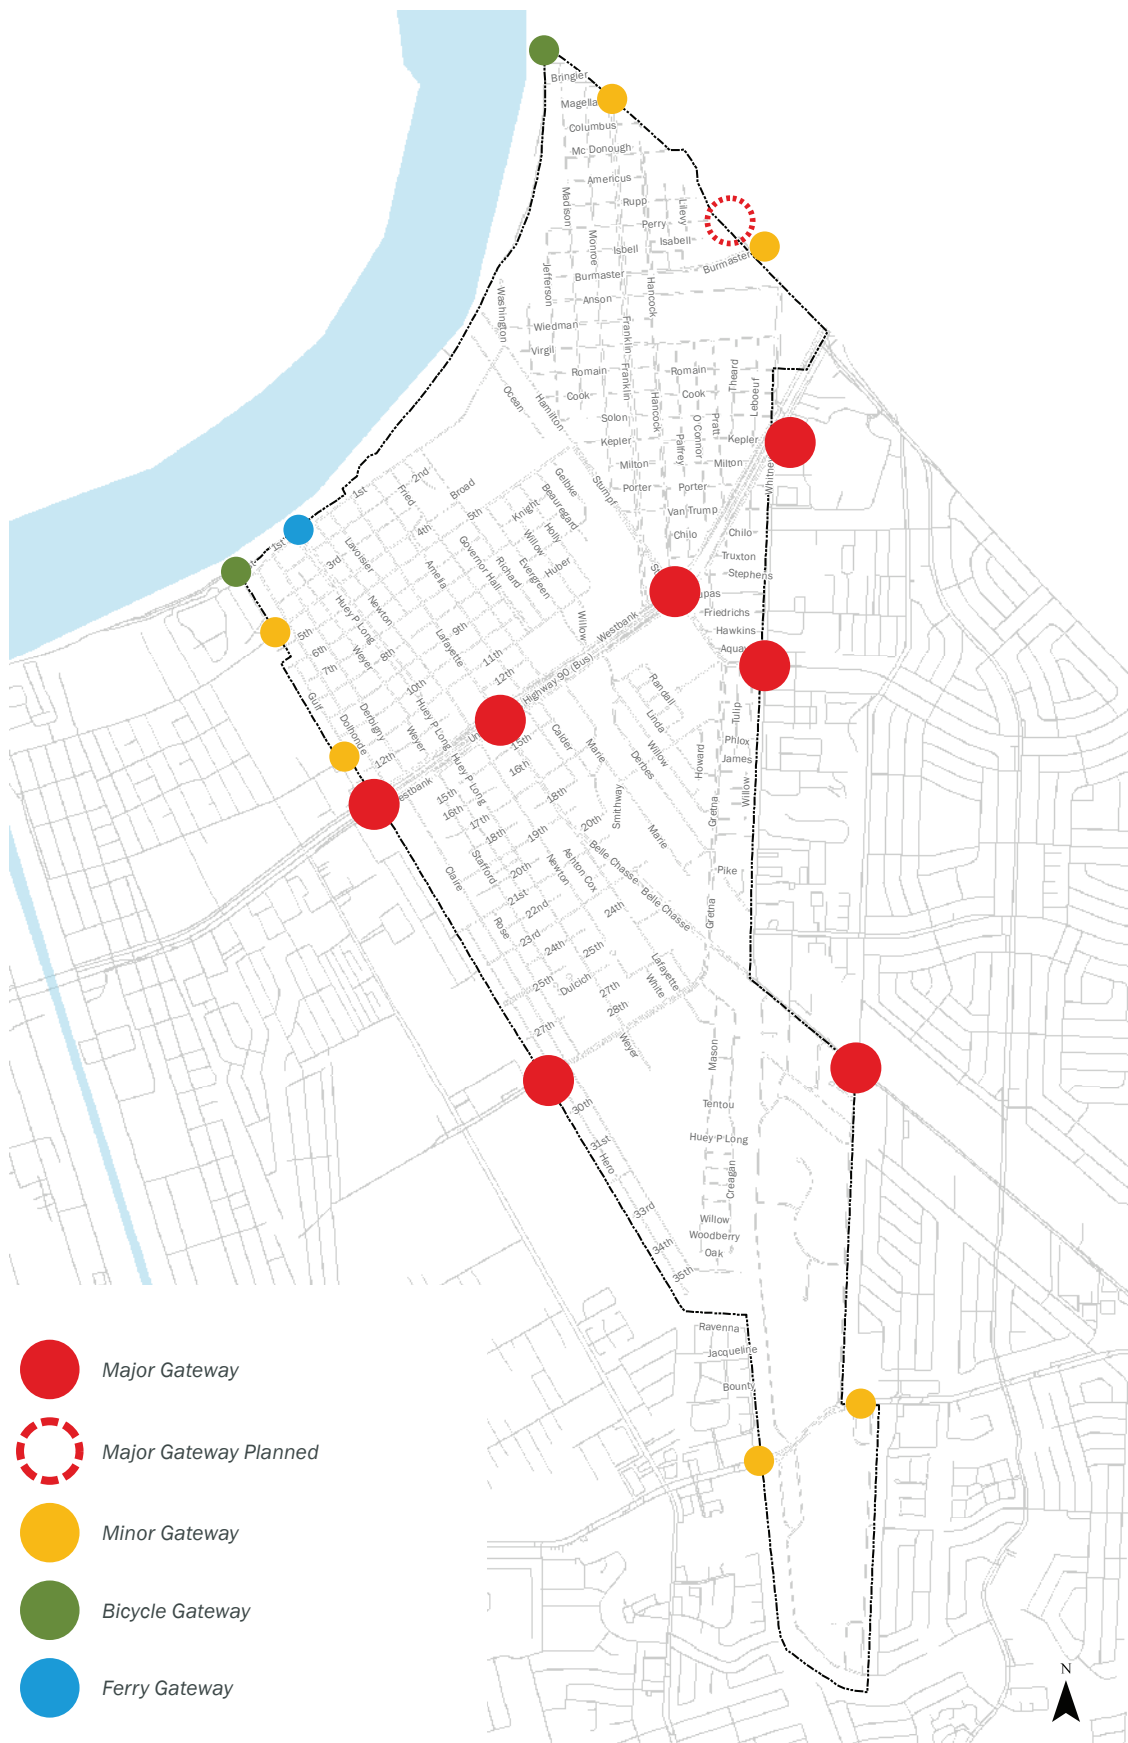 Bringier
Magella
Columbus
Mc Donough
Americus
Madison
Rupp
Lilevy
Perry
Monroe
Isabell
Isbell
Burmaster
Burmaster
Jefferson
Hancock
Washington
Anson
Wiedman
Franklin
Virgil
Romain
Franklin
Romain
Theard
Leboeuf
Ocean
Hamilton
Cook
Cook
Hancock
Solon
O'Connor
Pratt
Kepler
Palfrey
Kepler
Milton
Milton
Whitne
2nd
1st
Fried
Broad
Gelbke
Stumpf
Porter
Porter
Beauregard
Knight
5th
Van Trump
4th
Holly
Willow
Chilo
Chilo
1st
Lavoisier
3rd
Governor Hall
Richard
Evergreen
Huber
Truxton
Stephens
Amelia
apas
Huey P Long
Newton
Friedrichs
5th
9th
Willow
Westbank
Hawkins
6th
Weyer
8th
Lafayette
Aqua
7th
11th
12th
Highway 90 (Bus)
Randall
10th
Gulf
Derbigny
Huey P Long
Dolhonde
Weyer
Un
15th
Calder
Marie
Linda
Tulip
Phlox
12th
Willow
Derbes
Howard
James
Huey P Long
16th
estbank
15th
18th
Smithway
Willow
16th
17th
20th
Gretna
18th
19th
Marie
Belle Chasse
Claire
Stafford
20th
Newton
Ashton Cox
Pike
21st
Belle Chasse
22nd
24th
Gretna
Rose
23rd
24th
25th
Lafayette
25th
Dulcich
27th
White
28th
27th
Weyer
Mason
30th
Tentou
31st
Huey P Long
Hero
Creagan
33rd
Willow
34th
Woodberry
Oak
35th
Ravenna
Jacqueline
Bounty
Major Gateway
Major Gateway Planned
Minor Gateway
Bicycle Gateway
Ferry Gateway
N